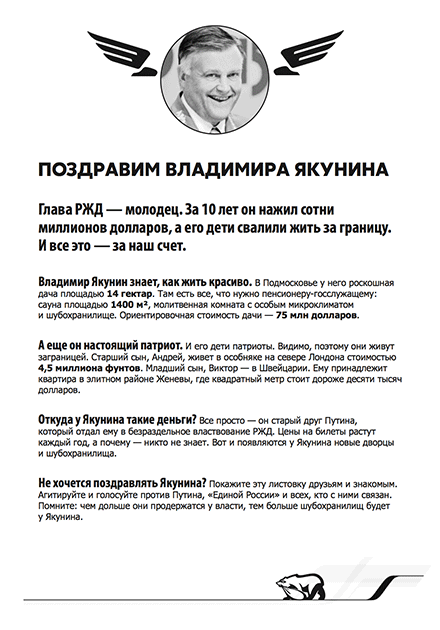 ПОЗДРАВИМ ВЛАДИМИРА ЯКУНИНА
Глава РЖД — молодец. За 10 лет он нажил сотни
миллионов долларов, а его дети свалили жить за границу.
И все это — за наш счет.
Владимир Якунин знает, как жить красиво. В Подмосковье у него роскошная
дача площадью 14 гектар. Там есть все, что нужно пенсионеру-госслужащему:
сауна площадью 1400 м², молитвенная комната с особым микроклиматом
и шубохранилище. Ориентировочная стоимость дачи — 75 млн долларов.
А еще он настоящий патриот. И его дети патриоты. Видимо, поэтому они живут
заграницей. Старший сын, Андрей, живет в особняке на севере Лондона стоимостью
4,5 миллиона фунтов. Младший сын, Виктор — в Швейцарии. Ему принадлежит
квартира в элитном районе Женевы, где квадратный метр стоит дороже десяти тысяч
долларов.
Откуда у Якунина такие деньги? Все просто — он старый друг Путина,
который отдал ему в безраздельное властвование РЖД. Цены на билеты растут
каждый год, а почему — никто не знает. Вот и появляются у Якунина новые дворцы
и шубохранилища.
Не хочется поздравлять Якунина? Покажите эту листовку друзьям и знакомым.
Агитируйте и голосуйте против Путина, «Единой России» и всех, кто с ними связан.
Помните: чем дольше они продержатся у власти, тем больше шубохранилищ будет
у Якунина.